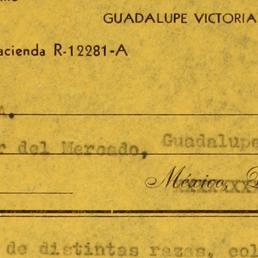 GUADALUPE VICTORIA
acienda R-12281-A
A.
r del Mercado, Guadalupe
México,
de distintas razas, col